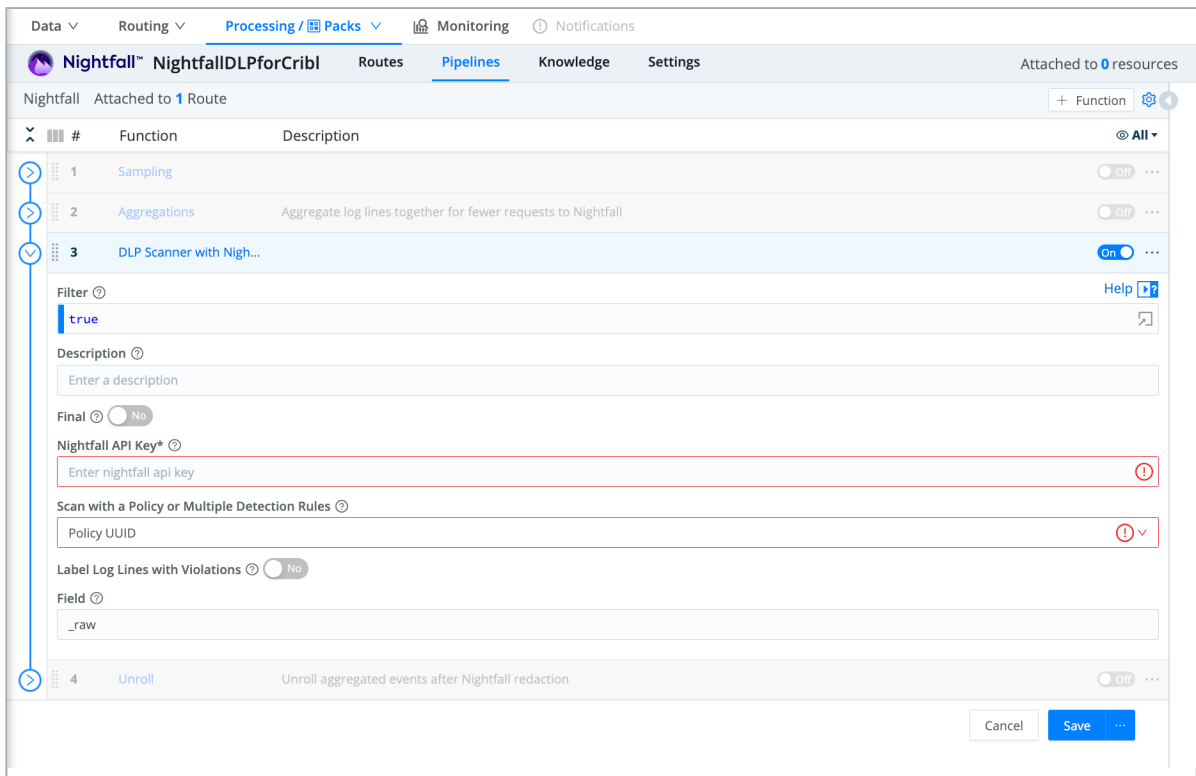 Data Routing Processing / Packs Monitoring Notifications
Nightfall™ NightfallDLPforCribl Routes Pipelines Knowledge Settings Attached to 0 resources
Nightfall Attached to 1 Route + Function
# Function Description All
1 Sampling Off ...
2 Aggregations Aggregate log lines together for fewer requests to Nightfall Off ...
3 DLP Scanner with Nigh... On ...
Filter ? Help ?
true
Description ?
Enter a description
Final ? No
Nightfall API Key* ?
Enter nightfall api key !
Scan with a Policy or Multiple Detection Rules ?
Policy UUID !
Label Log Lines with Violations ? No
Field ?
_raw
4 Unroll Unroll aggregated events after Nightfall redaction Off ...
Cancel Save ...